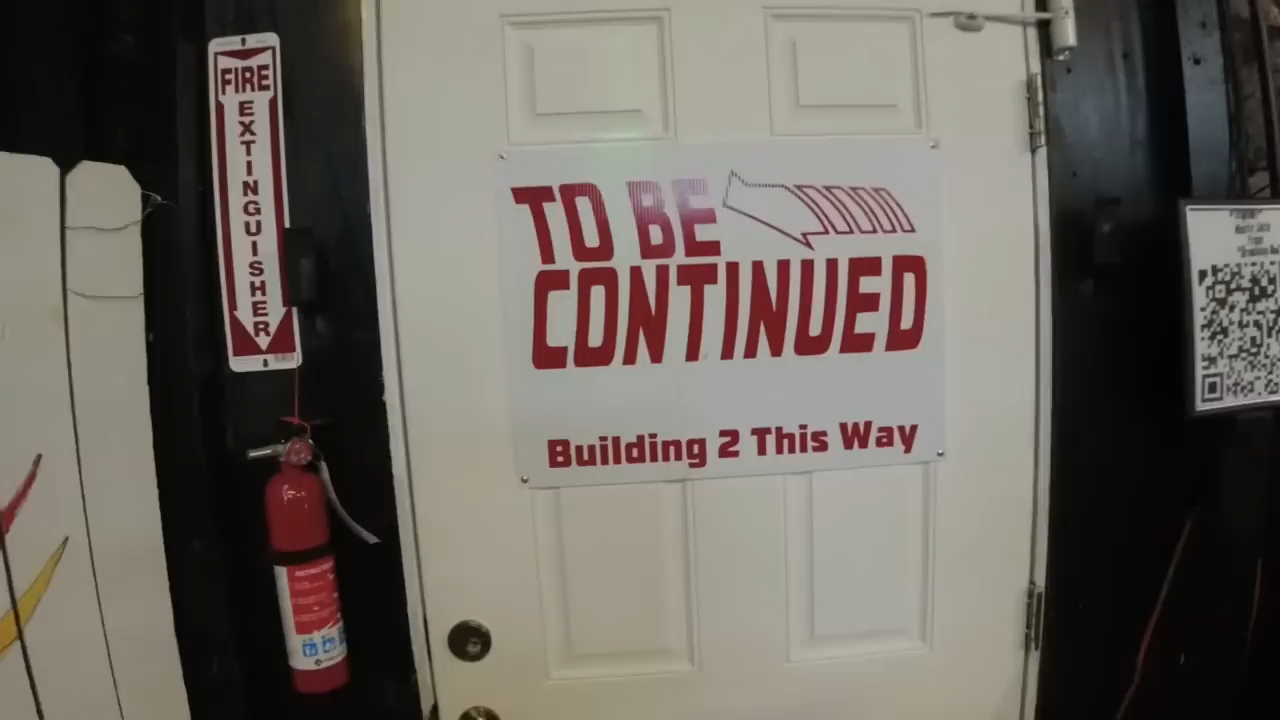 FIRE
EXTINGUISHER
TO BE
CONTINUED
Building 2 This Way